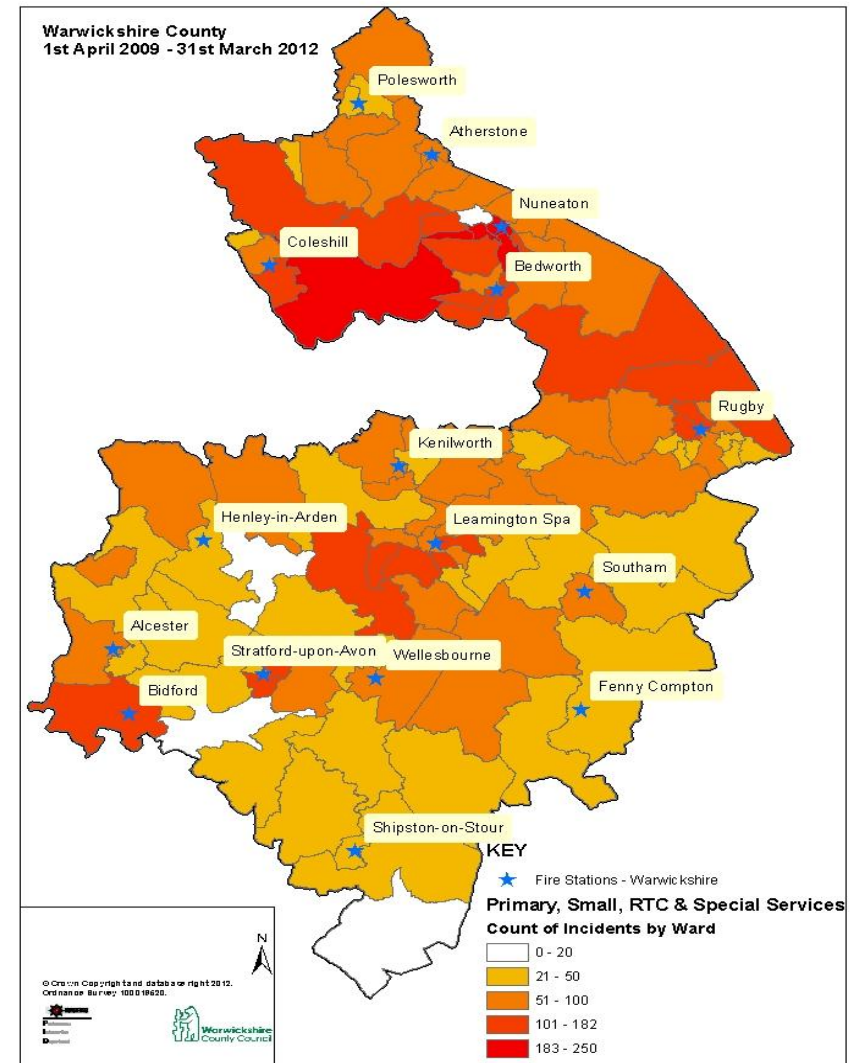 Warwickshire County
1st April 2009 - 31st March 2012
Polesworth
Atherstone
Nuneaton
Coleshill
Bedworth
Rugby
Kenilworth
Henley-in-Arden
Leamington Spa
Southam
Alcester
Stratford-upon-Avon
Wellesbourne
Bidford
Fenny Compton
Shipston-on-Stour
KEY
Fire Stations - Warwickshire
Primary, Small, RTC & Special Services
Count of Incidents by Ward
0 - 20
21 - 50
51 - 100
101 - 182
183 - 250
N
© Crown Copyright and database right 2012.
Ordnance Survey 100019520.
Warwickshire
County Council